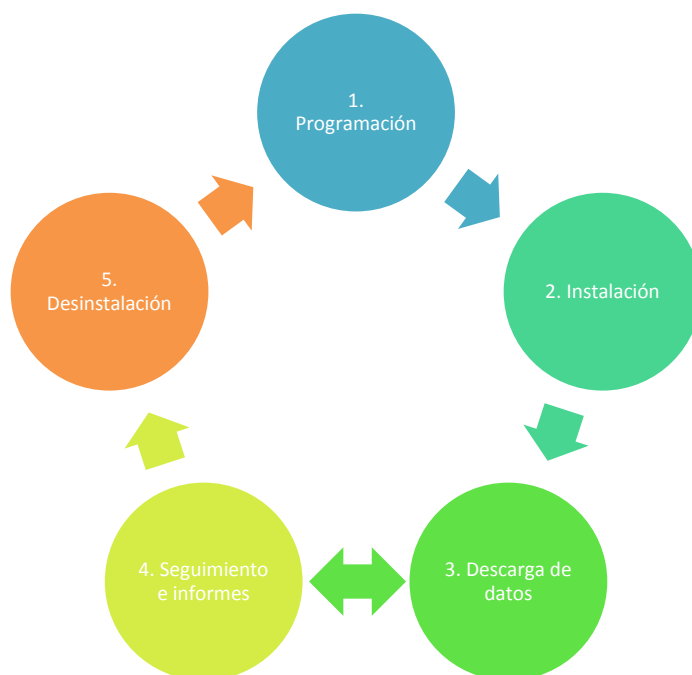 1.
Programación
2. Instalación
3. Descarga de
datos
4. Seguimiento
e informes
5.
Desinstalación